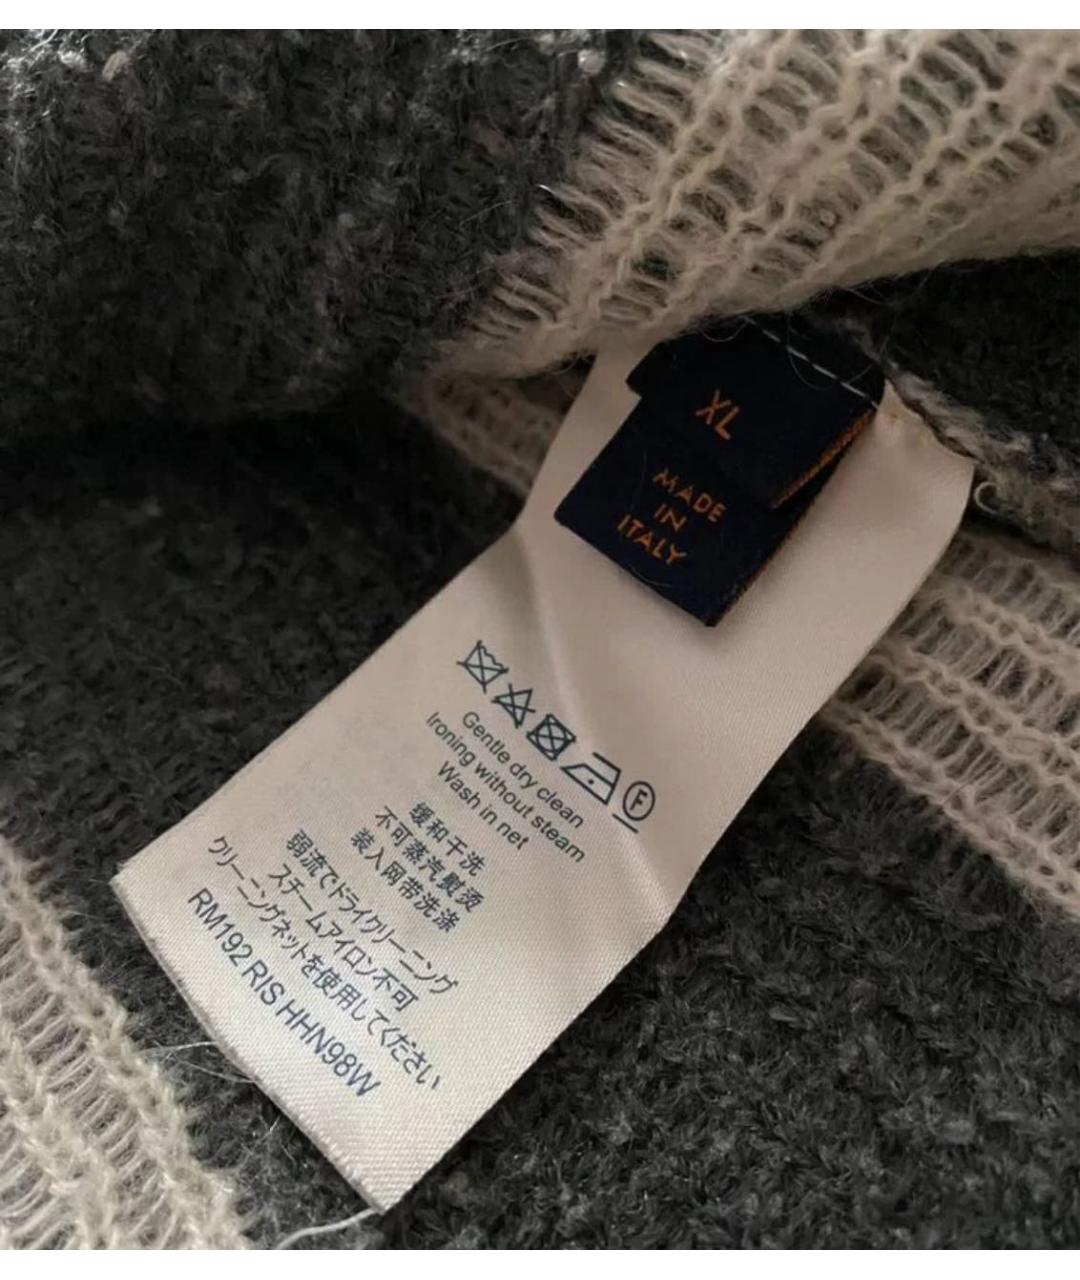 XL
MADE
IN
ITALY
F
Gentle dry clean
Ironing without steam
Wash in net
缓和干洗
不可蒸汽熨烫
装入网带洗涤
弱流でドライクリーニング
スチームアイロン不可
クリーニングネットを使用してください
RM192 RIS HHN98W